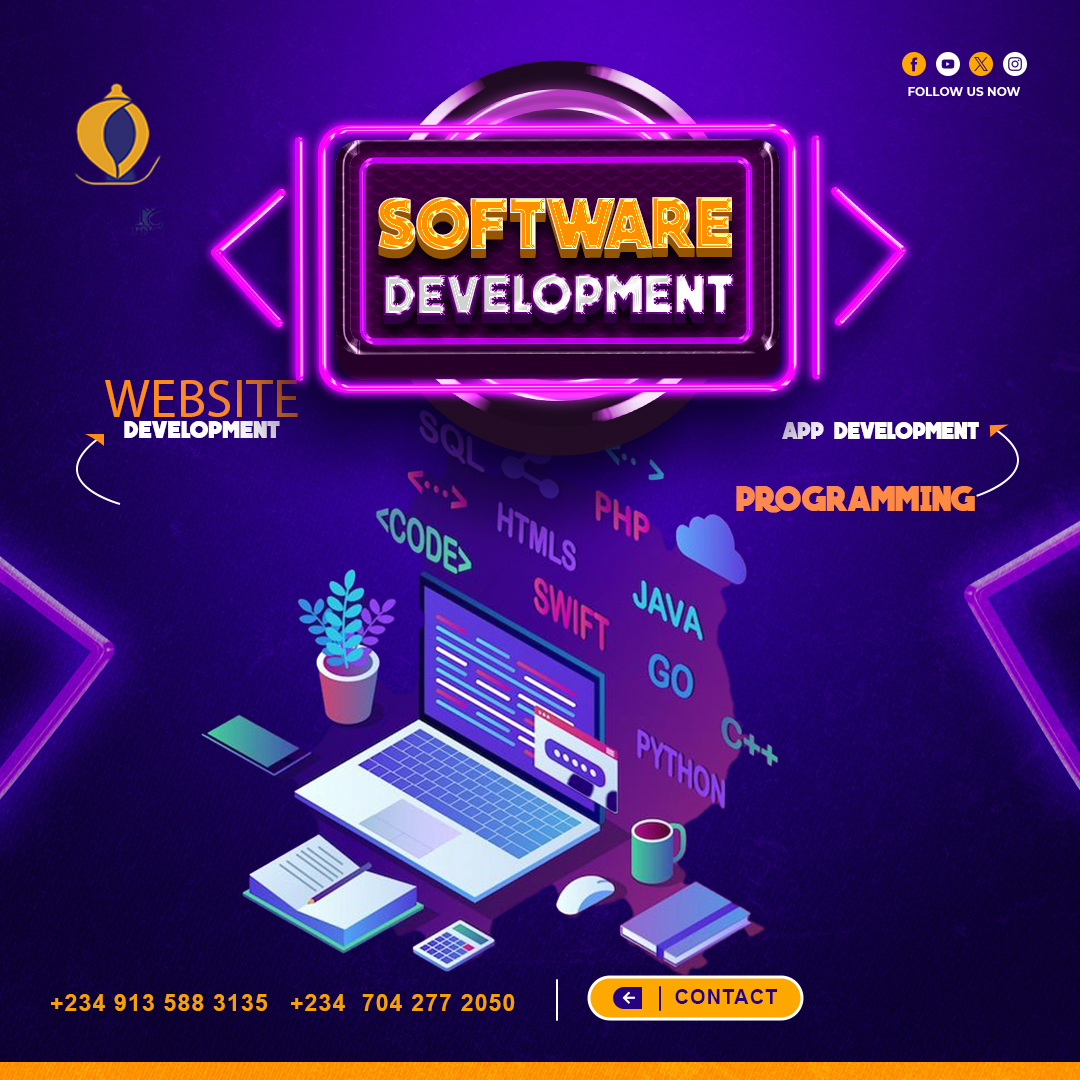 FOLLOW US NOW
SOFTWARE
DEVELOPMENT
WEBSITE
DEVELOPMENT
APP DEVELOPMENT
PROGRAMMING
SQL
<...>
<CODE>
HTMLS
PHP
SWIFT
JAVA
GO
C++
PYTHON
+234 913 588 3135 +234 704 277 2050
CONTACT